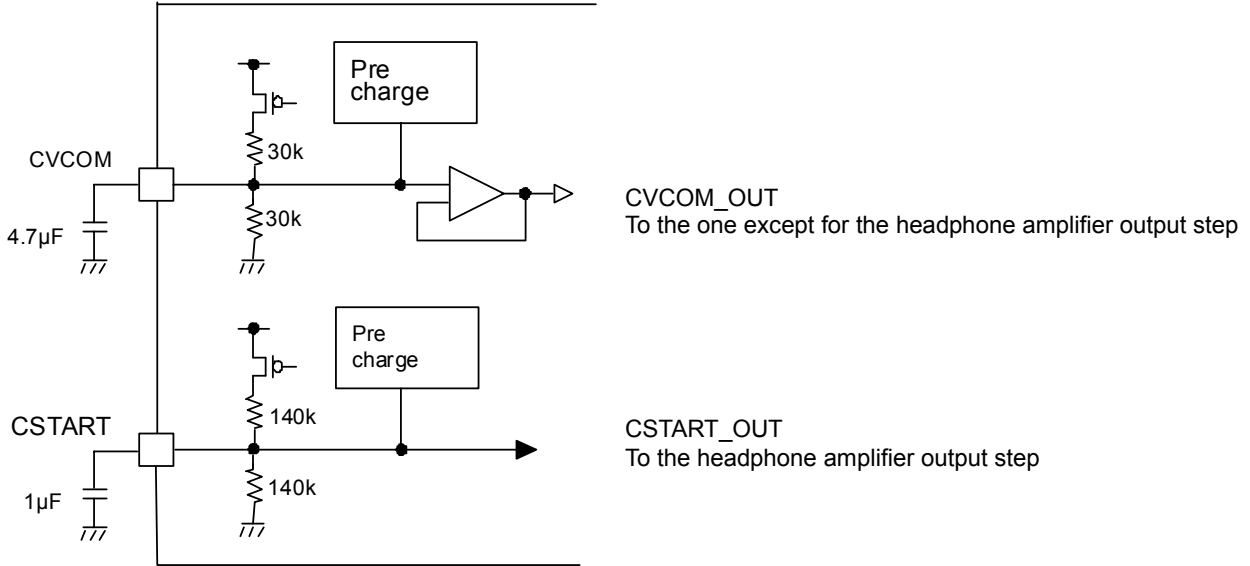 Pre
charge
30k
CVCOM
30k
4.7µF
CVCOM_OUT
To the one except for the headphone amplifier output step
Pre
charge
140k
CSTART
140k
1µF
CSTART_OUT
To the headphone amplifier output step